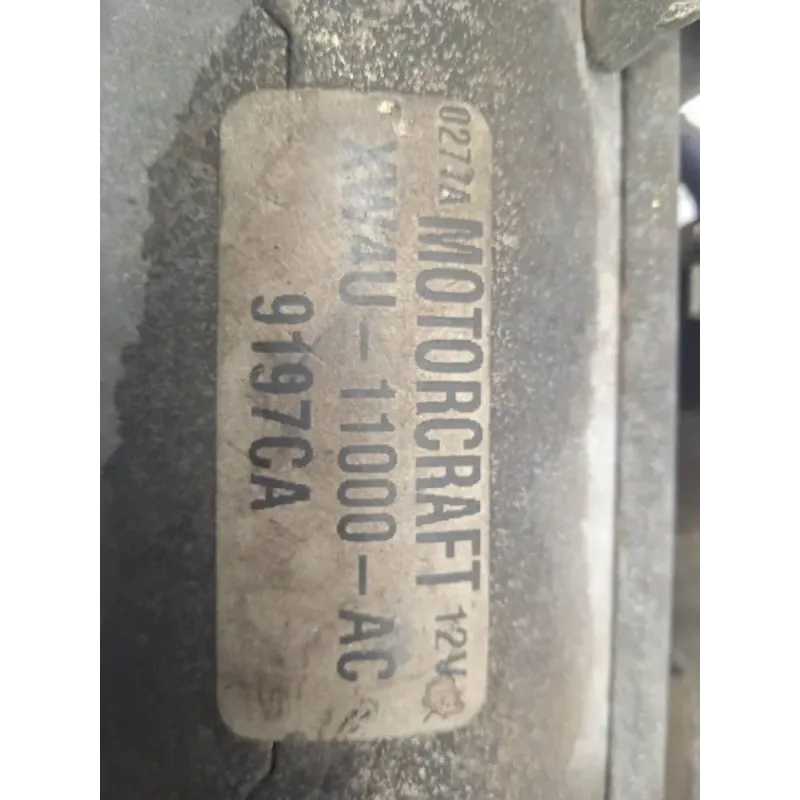 0277A MOTORCRAFT 12V
XW4U-11000-AC
9197CA